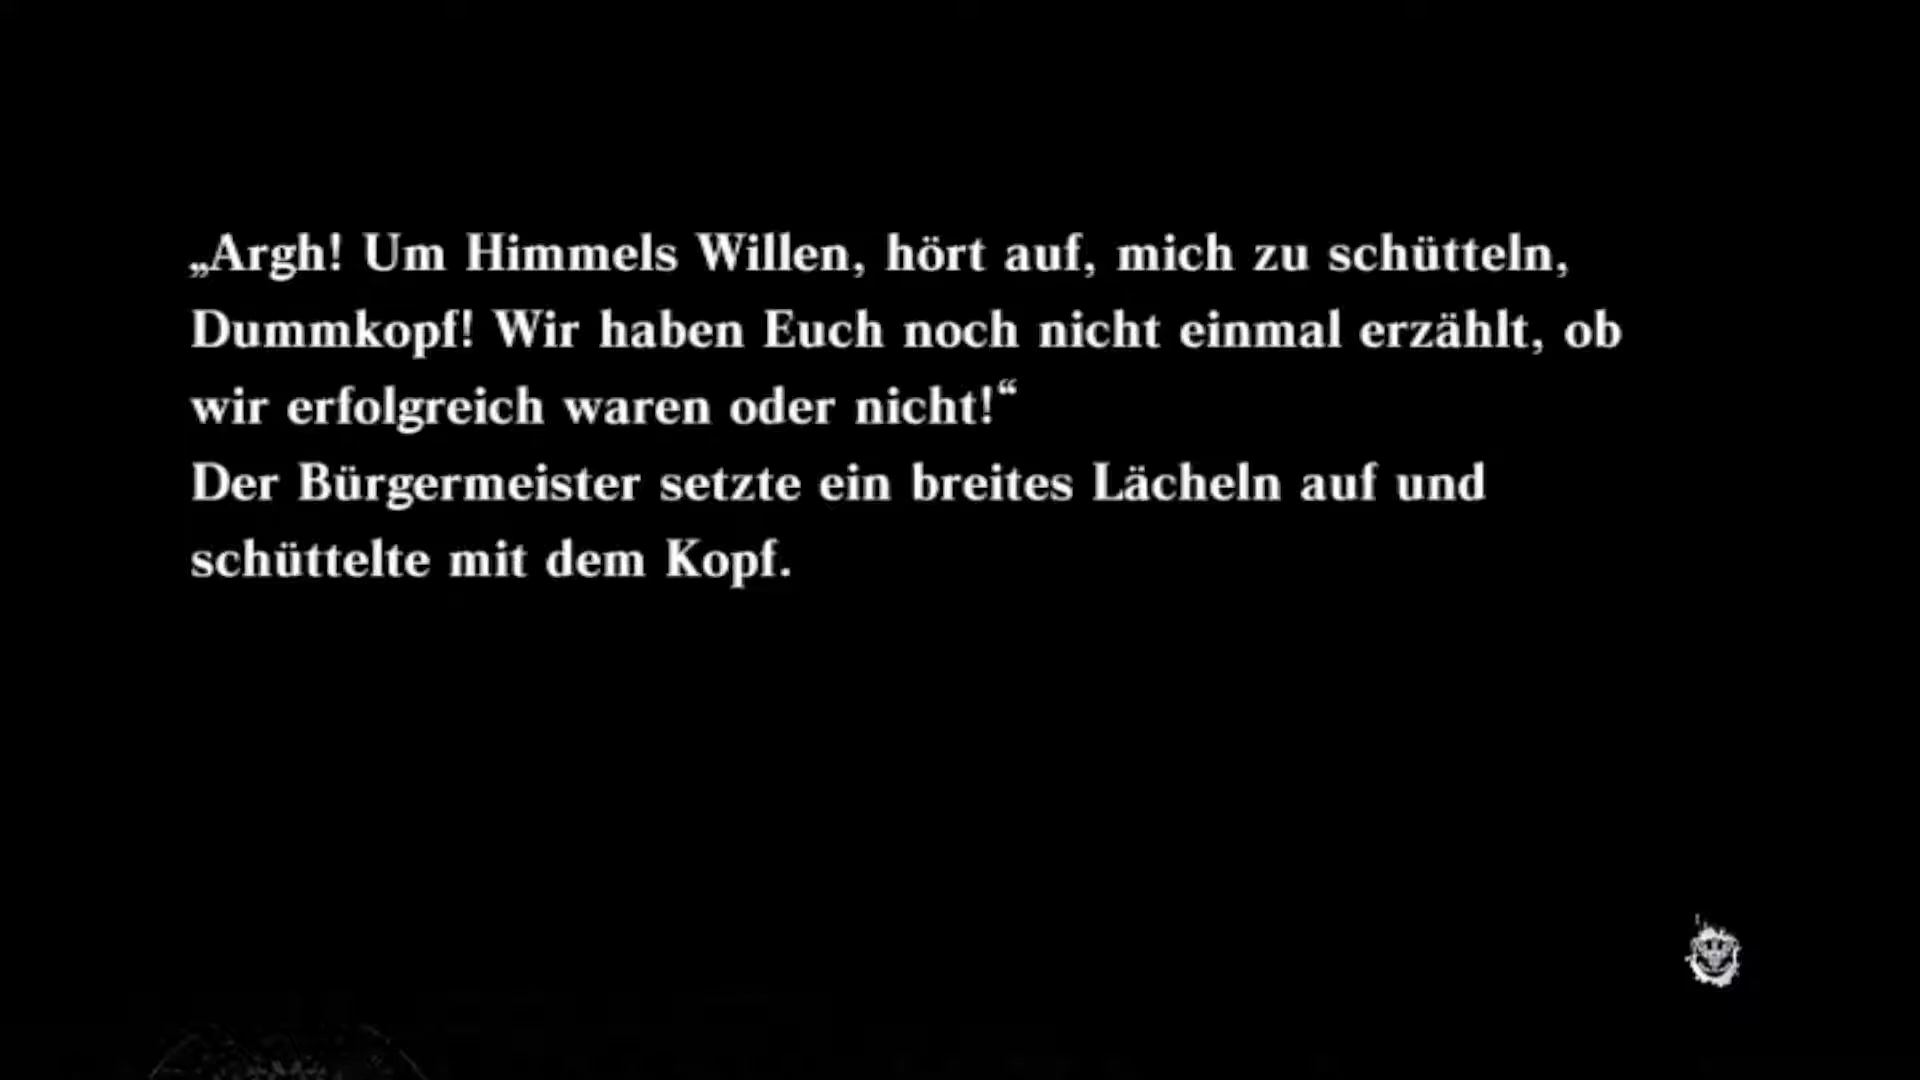 „Argh! Um Himmels Willen, hört auf, mich zu schütteln,
Dummkopf! Wir haben Euch noch nicht einmal erzählt, ob
wir erfolgreich waren oder nicht!“
Der Bürgermeister setzte ein breites Lächeln auf und
schüttelte mit dem Kopf.